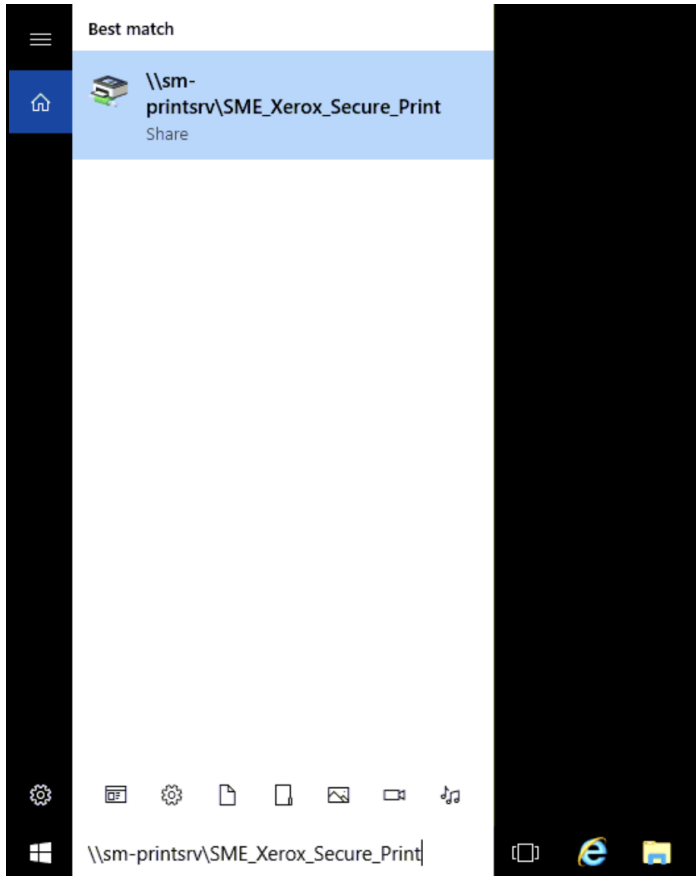 Best match
\\sm-
printsrv\SME_Xerox_Secure_Print
Share
\\sm-printsrv\SME_Xerox_Secure_Print